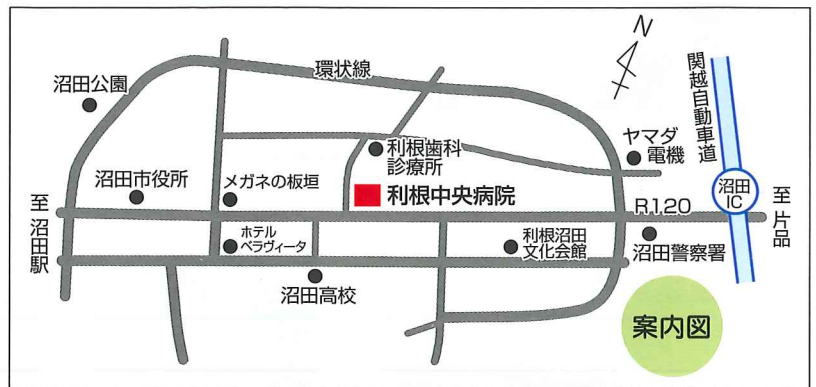 N
環状線
関越自動車道
沼田公園
利根歯科
診療所
ヤマダ
電機
沼田市役所
メガネの板垣
利根中央病院
沼田
IC
R120
至 沼田駅
至 片品
ホテル
ベラヴィータ
利根沼田
文化会館
沼田警察署
沼田高校
案内図